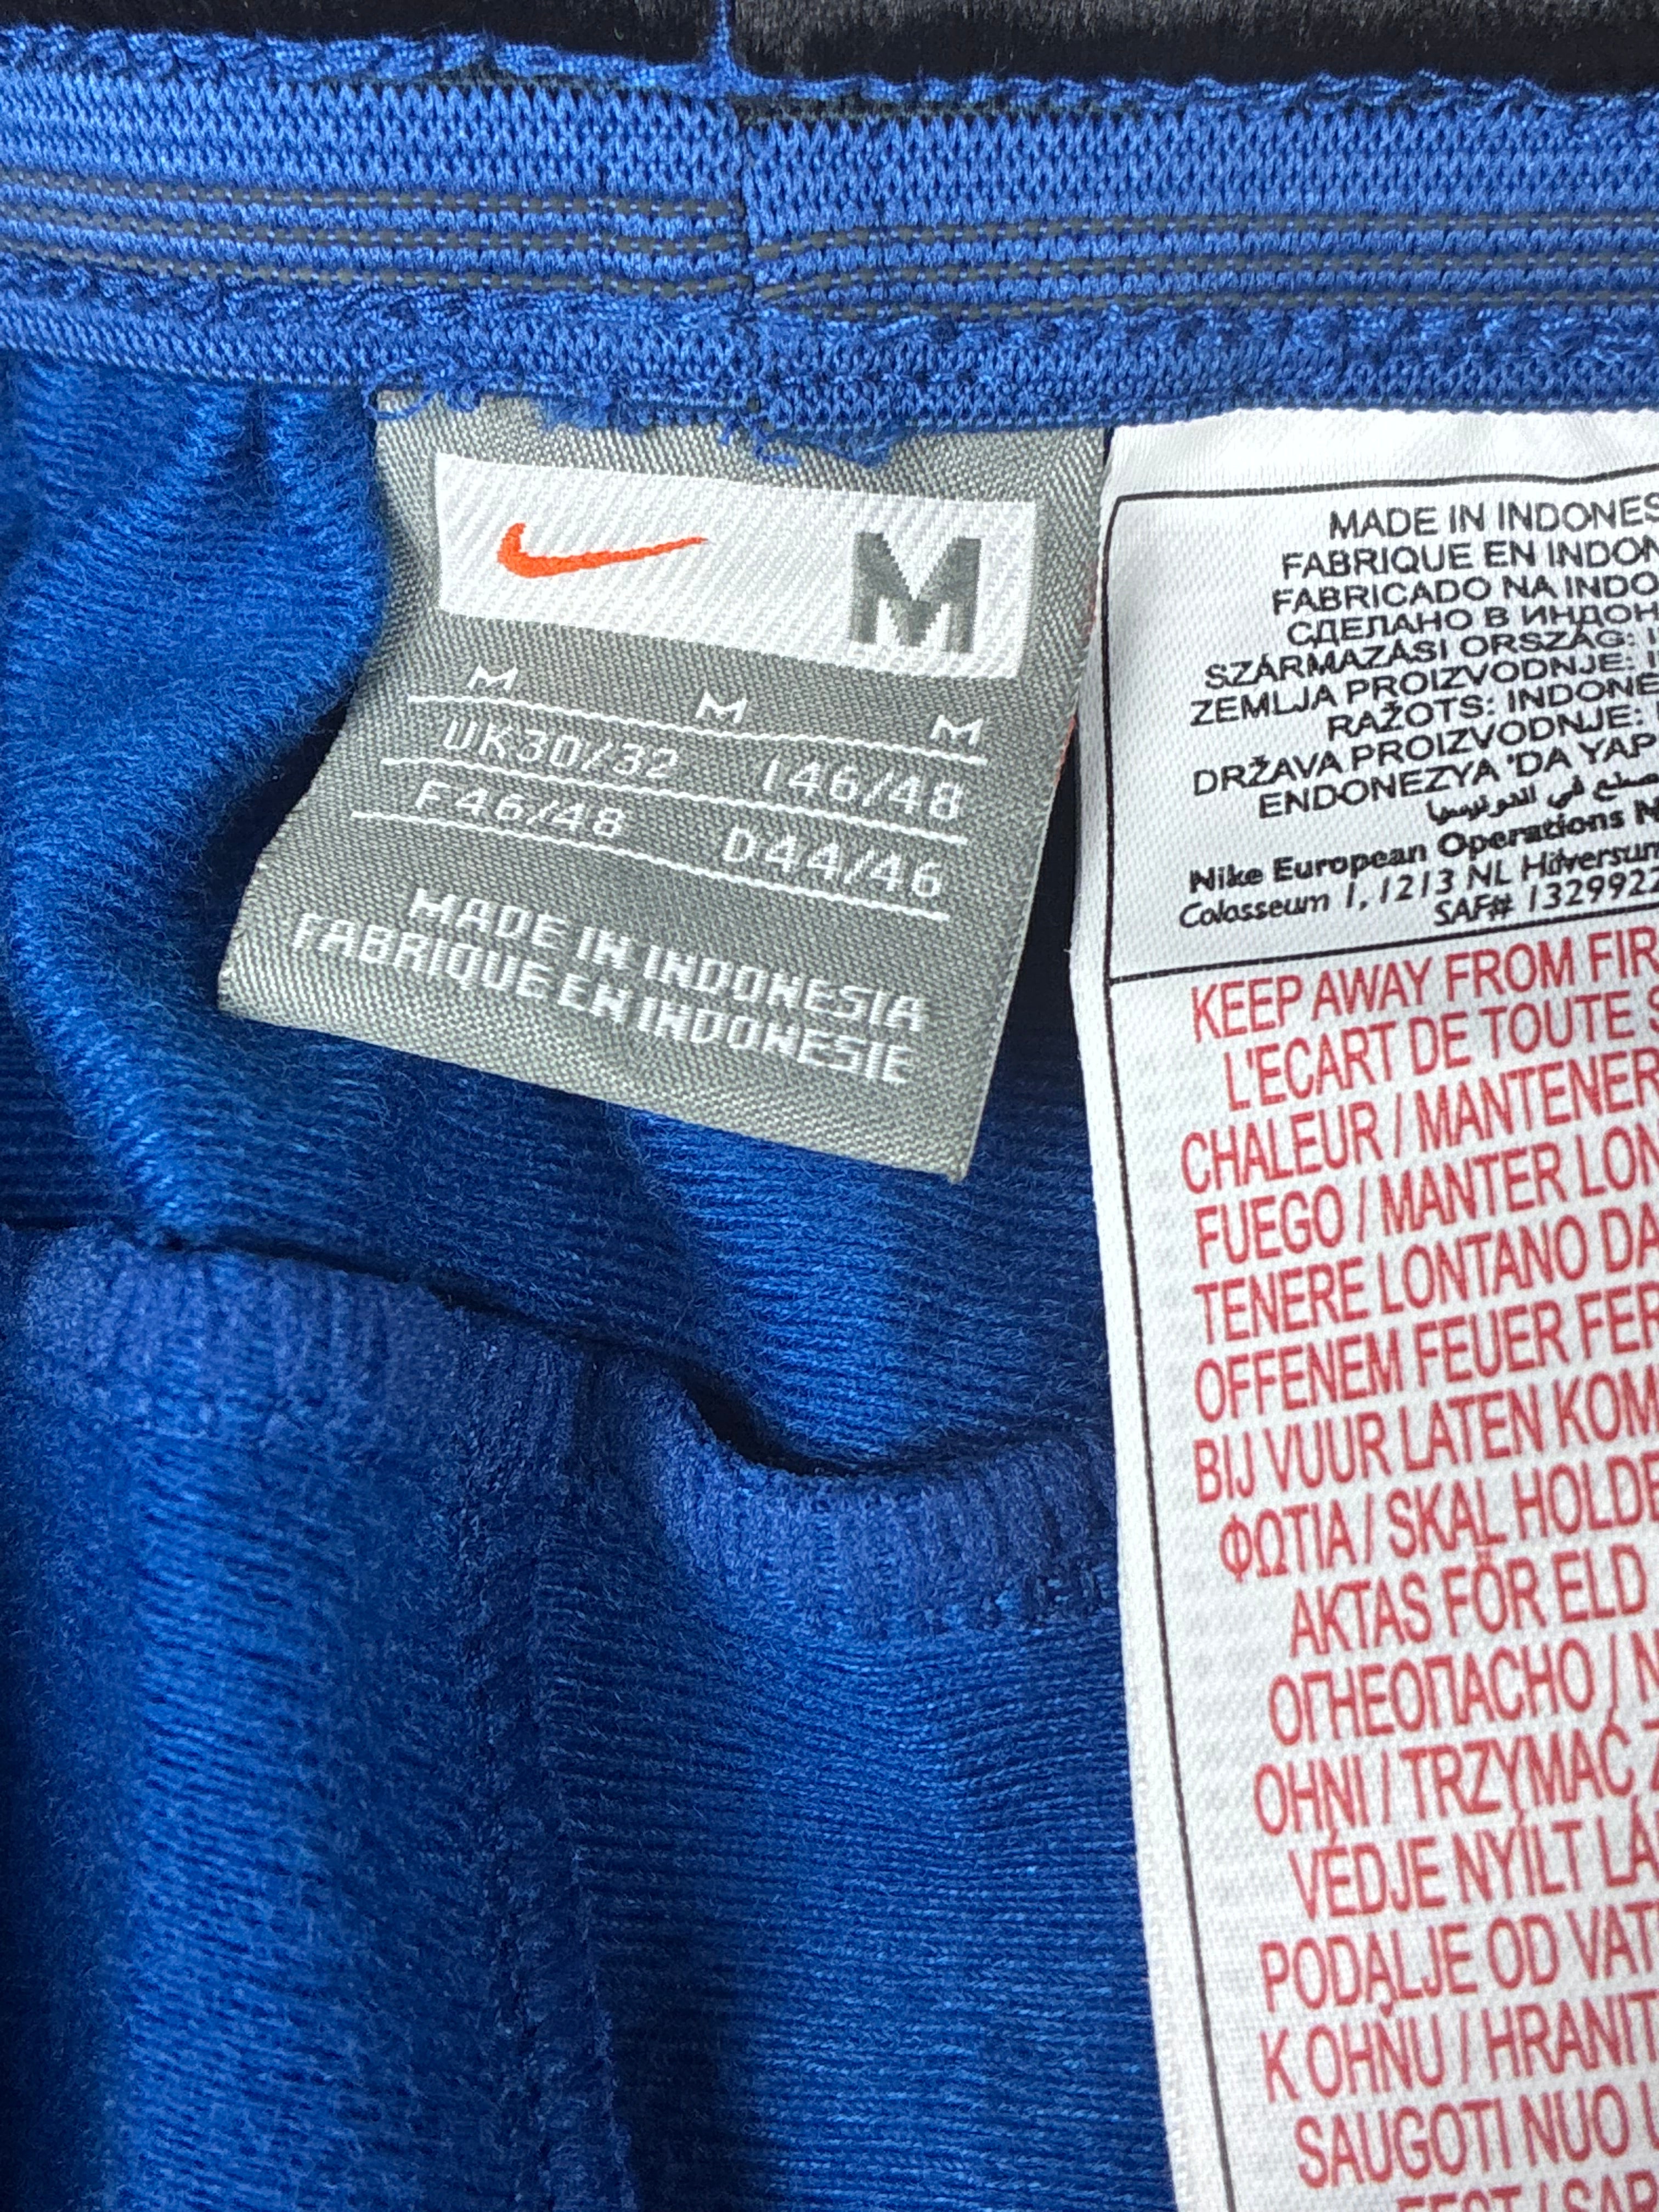 M
M M M
UK30/32 I46/48
F46/48 D44/46
MADE IN INDONESIA
FABRIQUE EN INDONESIE
MADE IN INDONES
FABRIQUE EN INDON
FABRICADO NA INDO
СДЕЛАНО В ИНДОН
SZÁRMAZÁSI ORSZÁG: I
ZEMLJA PROIZVODNJE: I
RAŽOTS: INDONE
DRŽAVA PROIZVODNJE:
ENDONEZYA 'DA YAP
صنع في اندونيسيا
Nike European Operations N
Colosseum 1, 1213 NL Hilversum
SAF# 1329922
KEEP AWAY FROM FIR
L'ECART DE TOUTE S
CHALEUR / MANTENER
FUEGO / MANTER LON
TENERE LONTANO DA
OFFENEM FEUER FER
BIJ VUUR LATEN KOM
ΦΩΤΙΑ / SKAL HOLDE
AKTAS FÖR ELD
ОГНЕОПАСНО / N
OHNI / TRZYMAĆ Z
VÉDJE NYÍLT LÁ
PODALJE OD VAT
K OHŇU / HRANIT
SAUGOTI NUO U